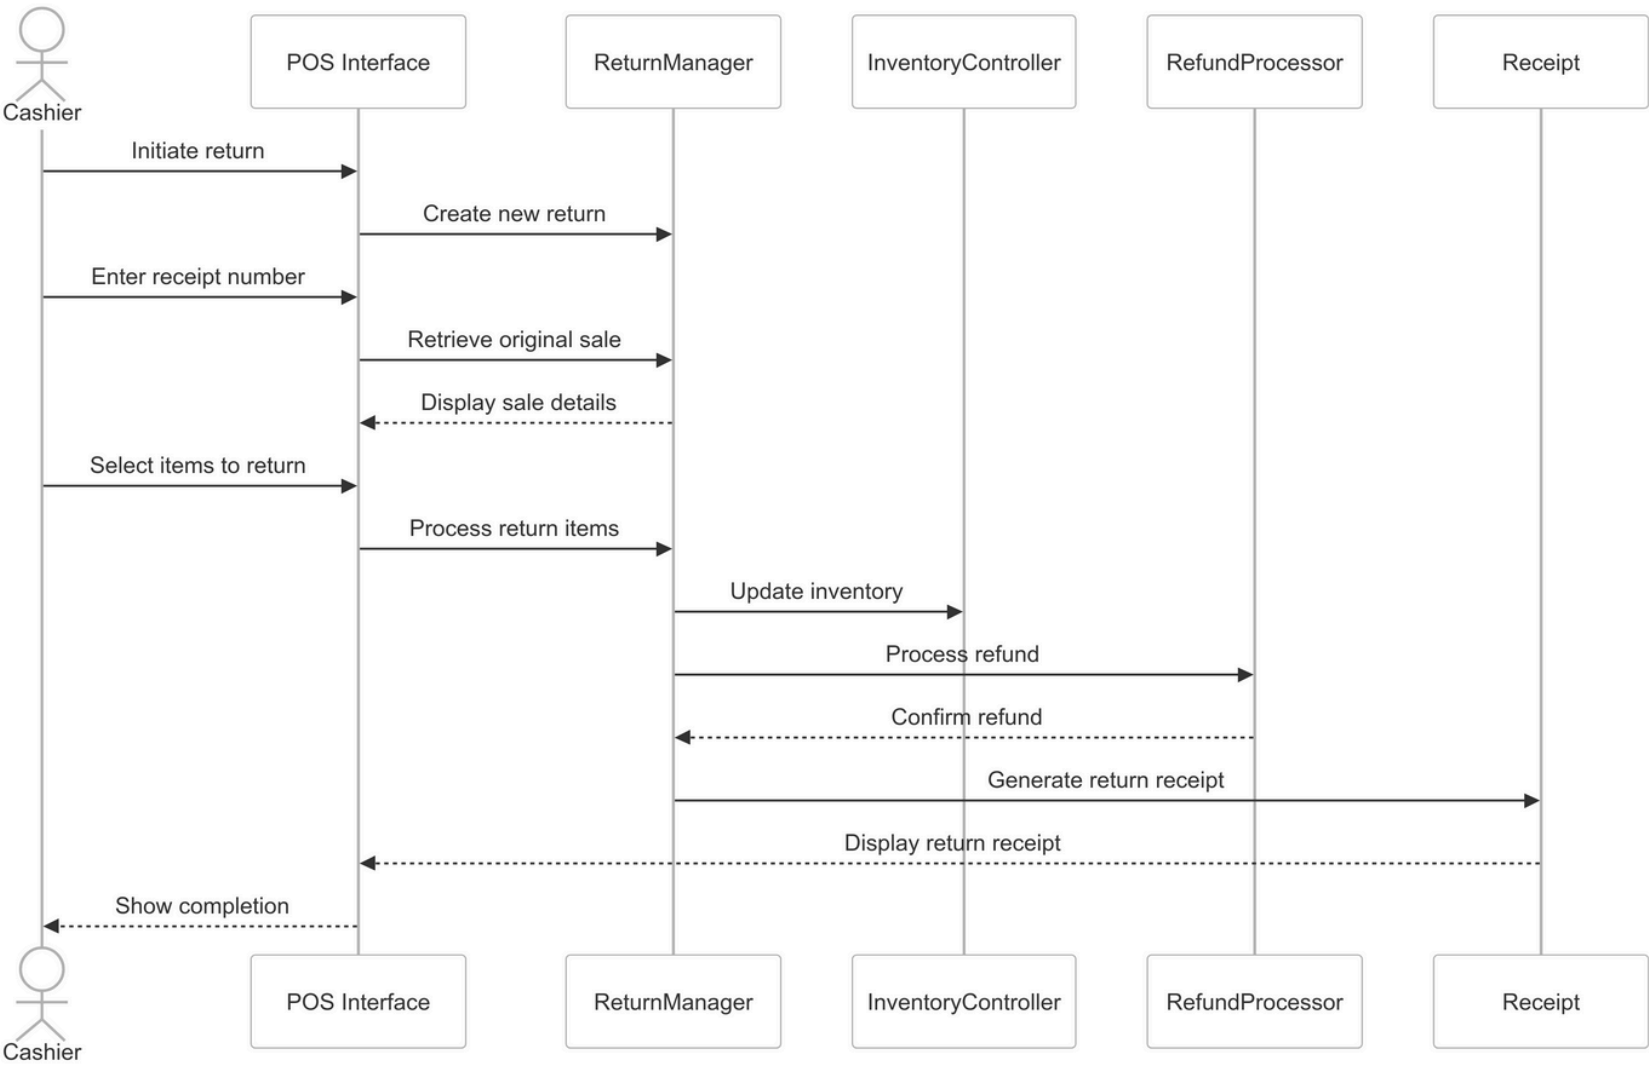 Cashier
POS Interface
ReturnManager
InventoryController
RefundProcessor
Receipt
Initiate return
Create new return
Enter receipt number
Retrieve original sale
Display sale details
Select items to return
Process return items
Update inventory
Process refund
Confirm refund
Generate return receipt
Display return receipt
Show completion
Cashier
POS Interface
ReturnManager
InventoryController
RefundProcessor
Receipt